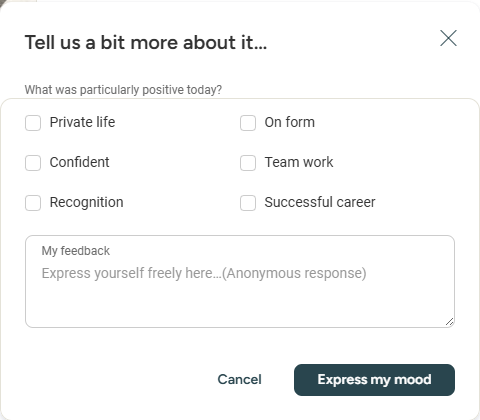 Tell us a bit more about it...
What was particularly positive today?
Private life
On form
Confident
Team work
Recognition
Successful career
My feedback
Express yourself freely here...(Anonymous response)
Cancel
Express my mood